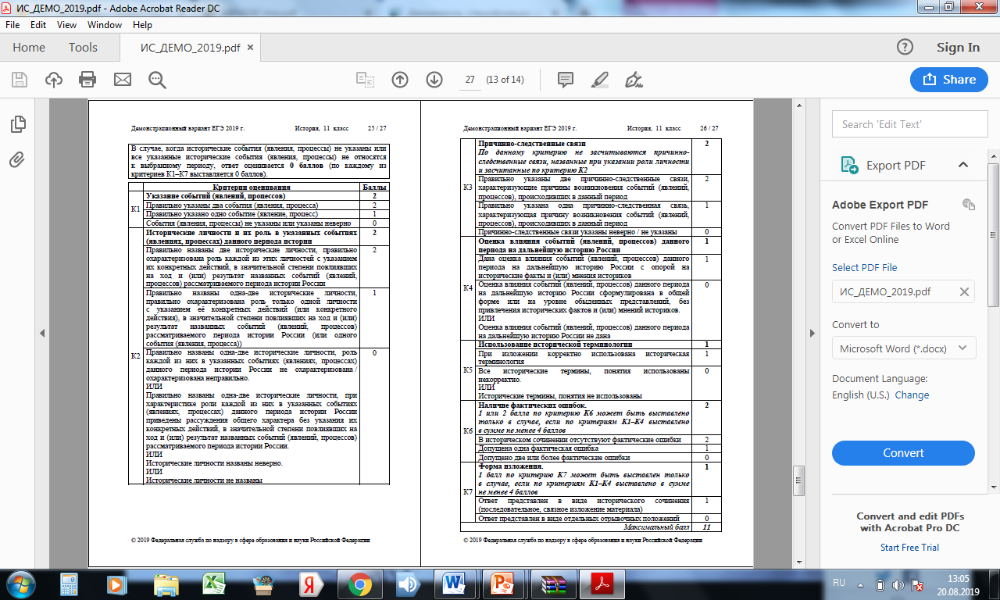 ИС_ДЕМО_2019.pdf - Adobe Acrobat Reader DC
File Edit View Window Help
Home Tools ИС_ДЕМО_2019.pdf × Sign In
27 (13 of 14) Share
Демонстрационный вариант ЕГЭ 2019 г. История, 11 класс 25 / 27
В случае, когда исторические события (явления, процессы) не указаны или
все указанные исторические события (явления, процессы) не относятся
к выбранному периоду, ответ оценивается 0 баллов (по каждому из
критериев К1–К7 выставляется 0 баллов).
Критерии оценивания Баллы
К1 Указание событий (явлений, процессов) 2
Правильно указаны два события (явления, процесса) 2
Правильно указано одно событие (явление, процесс) 1
События (явления, процессы) не указаны или указаны неверно 0
К2 Исторические личности и их роль в указанных событиях 2
(явлениях, процессах) данного периода истории
Правильно названы две исторические личности, правильно 2
охарактеризована роль каждой из этих личностей с указанием
их конкретных действий, в значительной степени повлиявших
на ход и (или) результат названных событий (явлений,
процессов) рассматриваемого периода истории России
Правильно названы одна-две исторические личности, 1
правильно охарактеризована роль только одной личности
с указанием её конкретных действий (или конкретного
действия), в значительной степени повлиявших на ход и (или)
результат названных событий (явлений, процессов)
рассматриваемого периода истории России (или одного
события (явления, процесса))
Правильно названы одна-две исторические личности, роль 0
каждой из них в указанных событиях (явлениях, процессах)
данного периода истории России не охарактеризована /
охарактеризована неправильно.
ИЛИ
Правильно названы одна-две исторические личности, при
характеристике роли каждой из них в указанных событиях
(явлениях, процессах) данного периода истории России
приведены рассуждения общего характера без указания их
конкретных действий, в значительной степени повлиявших на
ход и (или) результат названных событий (явлений, процессов)
рассматриваемого периода истории России.
ИЛИ
Исторические личности названы неверно.
ИЛИ
Исторические личности не названы
© 2019 Федеральная служба по надзору в сфере образования и науки Российской Федерации
Демонстрационный вариант ЕГЭ 2019 г. История, 11 класс 26 / 27
К3 Причинно-следственные связи 2
По данному критерию не засчитываются причинно-
следственные связи, названные при указании роли личности
и засчитанные по критерию К2
Правильно указаны две причинно-следственные связи, 2
характеризующие причины возникновения событий (явлений,
процессов), происходивших в данный период
Правильно указана одна причинно-следственная связь, 1
характеризующая причину возникновения событий (явлений,
процессов), происходивших в данный период
Причинно-следственные связи указаны неверно / не указаны 0
К4 Оценка влияния событий (явлений, процессов) данного 1
периода на дальнейшую историю России
Дана оценка влияния событий (явлений, процессов) данного 1
периода на дальнейшую историю России с опорой на
исторические факты и (или) мнения историков
Оценка влияния событий (явлений, процессов) данного периода 0
на дальнейшую историю России сформулирована в общей
форме или на уровне обыденных представлений, без
привлечения исторических фактов и (или) мнений историков.
ИЛИ
Оценка влияния событий (явлений, процессов) данного периода
на дальнейшую историю России не дана
К5 Использование исторической терминологии 1
При изложении корректно использована историческая 1
терминология
Все исторические термины, понятия использованы 0
некорректно.
ИЛИ
Исторические термины, понятия не использованы
К6 Наличие фактических ошибок. 2
1 или 2 балла по критерию К6 может быть выставлено
только в случае, если по критериям К1–К4 выставлено
в сумме не менее 4 баллов
В историческом сочинении отсутствуют фактические ошибки 2
Допущена одна фактическая ошибка 1
Допущено две или более фактические ошибки 0
К7 Форма изложения. 1
1 балл по критерию К7 может быть выставлен только
в случае, если по критериям К1–К4 выставлено в сумме
не менее 4 баллов
Ответ представлен в виде исторического сочинения 1
(последовательное, связное изложение материала)
Ответ представлен в виде отдельных отрывочных положений 0
Максимальный балл 11
© 2019 Федеральная служба по надзору в сфере образования и науки Российской Федерации
Search 'Edit Text'
Export PDF
Adobe Export PDF
Convert PDF Files to Word
or Excel Online
Select PDF File
ИС_ДЕМО_2019.pdf
Convert to
Microsoft Word (*.docx)
Document Language:
English (U.S.) Change
Convert
Convert and edit PDFs
with Acrobat Pro DC
Start Free Trial
RU 13:05
20.08.2019